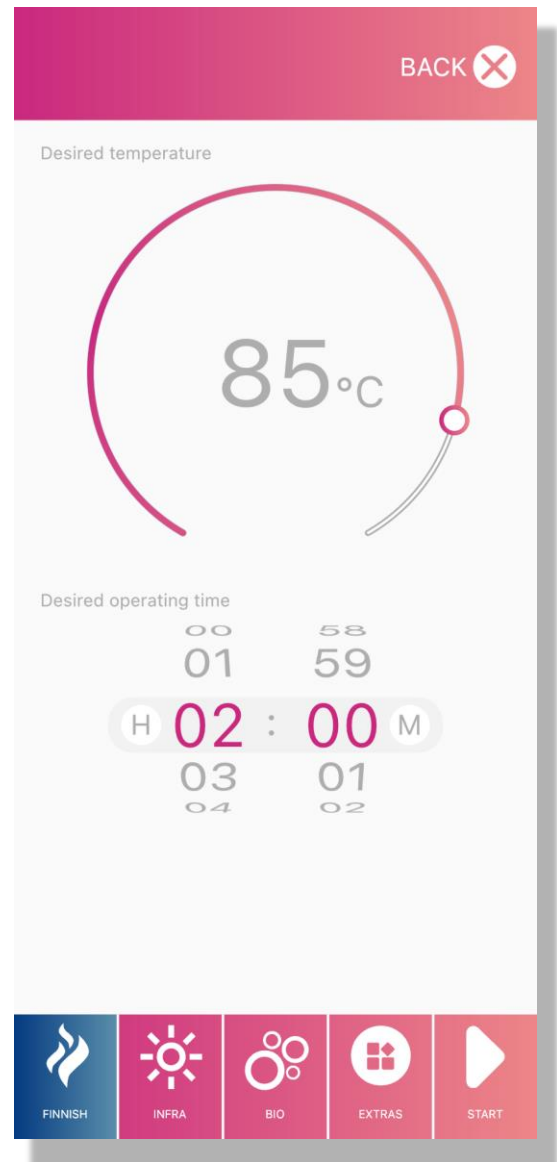 BACK
Desired temperature
85°C
Desired operating time
00 58
01 59
H 02 : 00 M
03 01
04 02
FINNISH INFRA BIO EXTRAS START